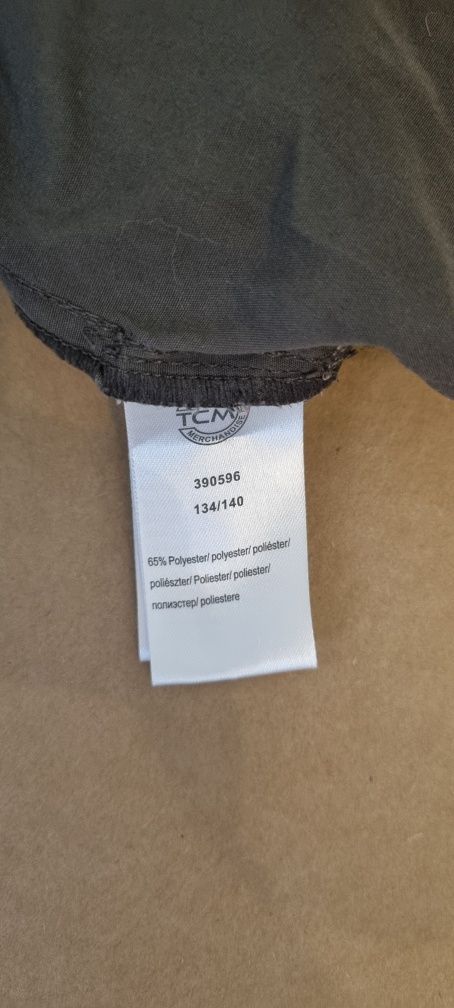 TCM
MERCHANDISE
390596
134/140
65% Polyester/ polyester/ poliéster/
poliészter/ Poliester/ poliester/
полиэстер/ poliestere